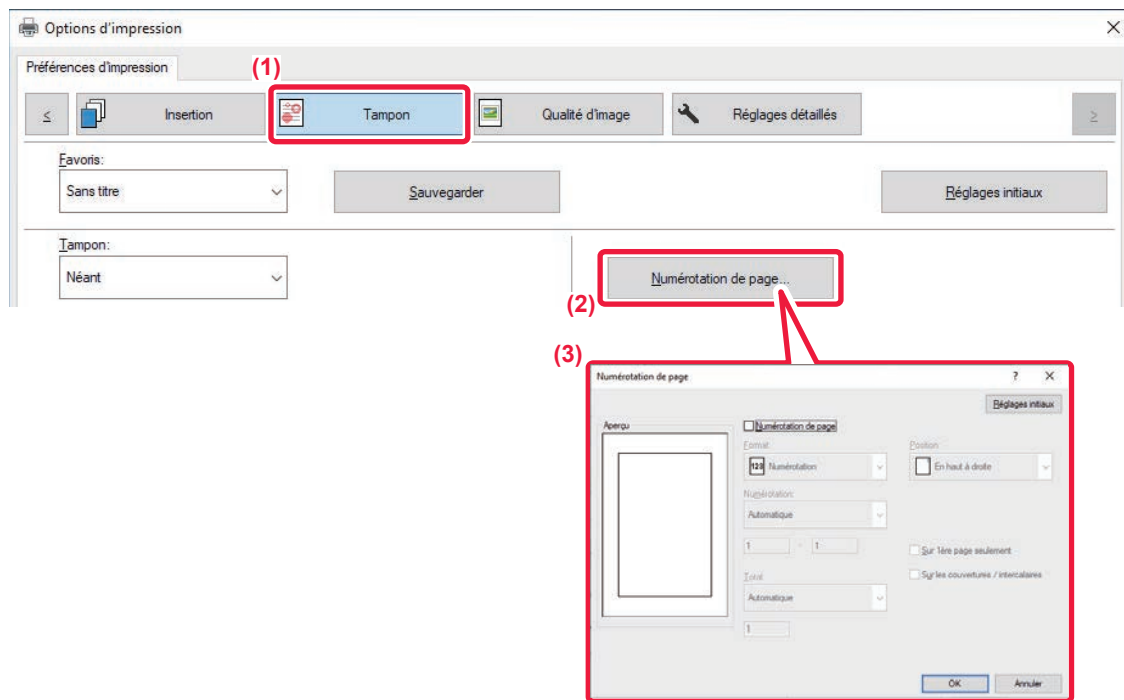 Options d'impression
Préférences d'impression
(1)
≤ Insertion Tampon Qualité d'image Réglages détaillés ≥
Favoris:
Sans titre Sauvegarder Réglages initiaux
Tampon:
Néant Numérotation de page...
(2)
(3)
Numérotation de page ?
Réglages initiaux
Aperçu Numérotation de page
Format: Position:
123 Numérotation En haut à droite
Numérotation:
Automatique
1 - 1 Sur 1ère page seulement
Total: Sur les couvertures / intercalaires
Automatique
1
OK Annuler